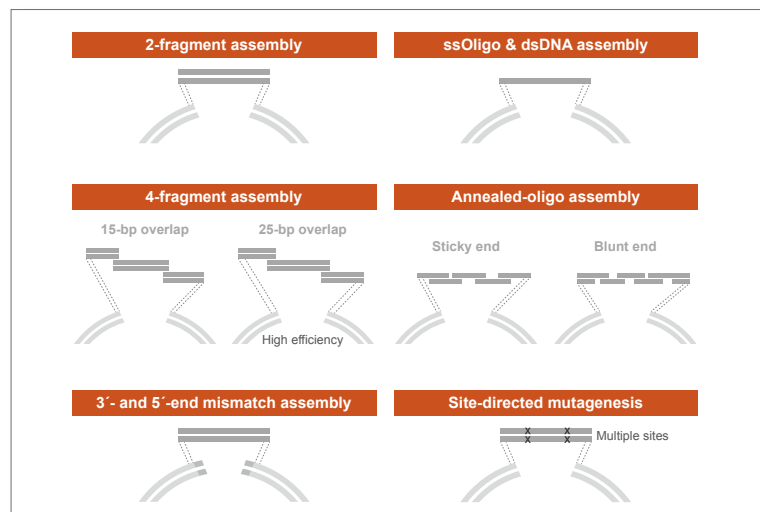 2-fragment assembly
ssOligo & dsDNA assembly
4-fragment assembly
Annealed-oligo assembly
15-bp overlap
25-bp overlap
Sticky end
Blunt end
High efficiency
3´- and 5´-end mismatch assembly
Site-directed mutagenesis
x x
x x
Multiple sites